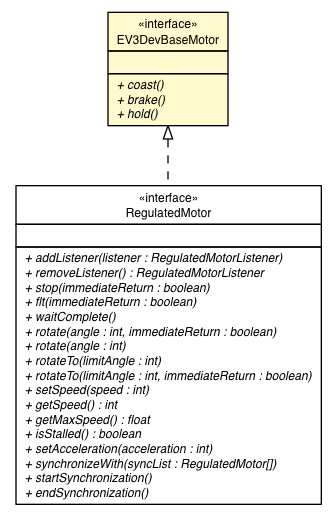 «interface»
EV3DevBaseMotor
+ coast()
+ brake()
+ hold()
«interface»
RegulatedMotor
+ addListener(listener : RegulatedMotorListener)
+ removeListener() : RegulatedMotorListener
+ stop(immediateReturn : boolean)
+ flt(immediateReturn : boolean)
+ waitComplete()
+ rotate(angle : int, immediateReturn : boolean)
+ rotate(angle : int)
+ rotateTo(limitAngle : int)
+ rotateTo(limitAngle : int, immediateReturn : boolean)
+ setSpeed(speed : int)
+ getSpeed() : int
+ getMaxSpeed() : float
+ isStalled() : boolean
+ setAcceleration(acceleration : int)
+ synchronizeWith(syncList : RegulatedMotor[])
+ startSynchronization()
+ endSynchronization()